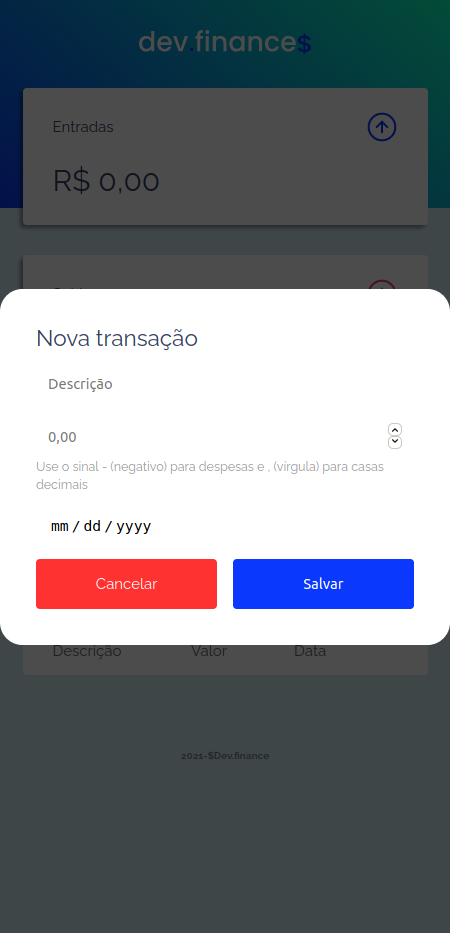 dev.finance$
Entradas
R$ 0,00
Nova transação
Descrição
0,00
Use o sinal - (negativo) para despesas e , (vírgula) para casas
decimais
mm / dd / yyyy
Cancelar Salvar
Descrição Valor Data
2021-$Dev.finance